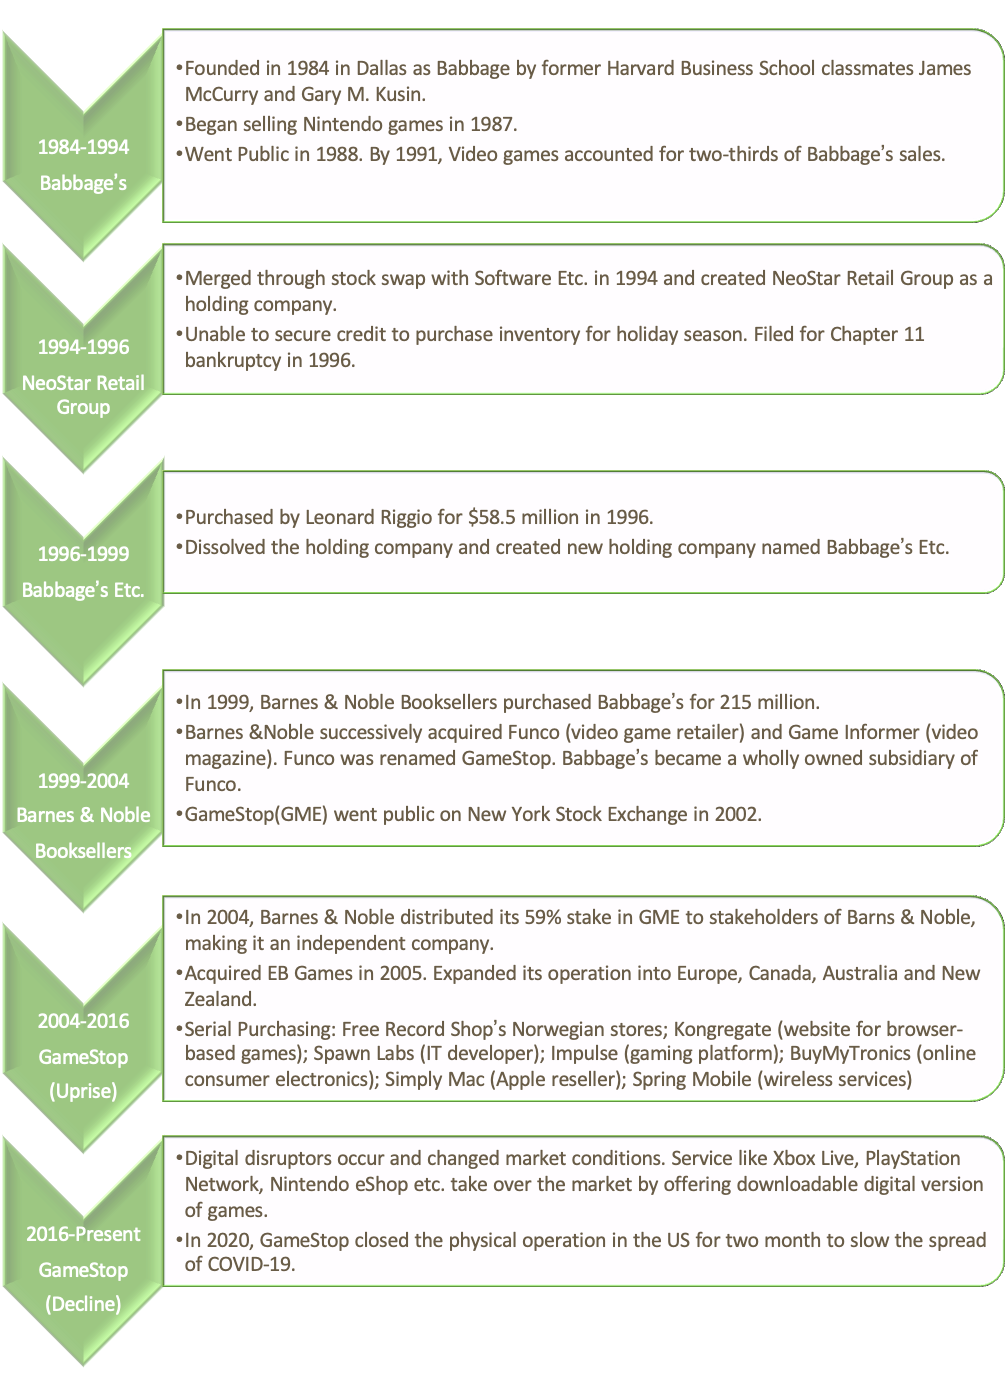 1984-1994
Babbage’s
•Founded in 1984 in Dallas as Babbage by former Harvard Business School classmates James
McCurry and Gary M. Kusin.
•Began selling Nintendo games in 1987.
•Went Public in 1988. By 1991, Video games accounted for two-thirds of Babbage’s sales.
1994-1996
NeoStar Retail
Group
•Merged through stock swap with Software Etc. in 1994 and created NeoStar Retail Group as a
holding company.
•Unable to secure credit to purchase inventory for holiday season. Filed for Chapter 11
bankruptcy in 1996.
1996-1999
Babbage’s Etc.
•Purchased by Leonard Riggio for $58.5 million in 1996.
•Dissolved the holding company and created new holding company named Babbage’s Etc.
1999-2004
Barnes & Noble
Booksellers
•In 1999, Barnes & Noble Booksellers purchased Babbage’s for 215 million.
•Barnes &Noble successively acquired Funco (video game retailer) and Game Informer (video
magazine). Funco was renamed GameStop. Babbage’s became a wholly owned subsidiary of
Funco.
•GameStop(GME) went public on New York Stock Exchange in 2002.
2004-2016
GameStop
(Uprise)
•In 2004, Barnes & Noble distributed its 59% stake in GME to stakeholders of Barns & Noble,
making it an independent company.
•Acquired EB Games in 2005. Expanded its operation into Europe, Canada, Australia and New
Zealand.
•Serial Purchasing: Free Record Shop’s Norwegian stores; Kongregate (website for browser-
based games); Spawn Labs (IT developer); Impulse (gaming platform); BuyMyTronics (online
consumer electronics); Simply Mac (Apple reseller); Spring Mobile (wireless services)
2016-Present
GameStop
(Decline)
•Digital disruptors occur and changed market conditions. Service like Xbox Live, PlayStation
Network, Nintendo eShop etc. take over the market by offering downloadable digital version
of games.
•In 2020, GameStop closed the physical operation in the US for two month to slow the spread
of COVID-19.